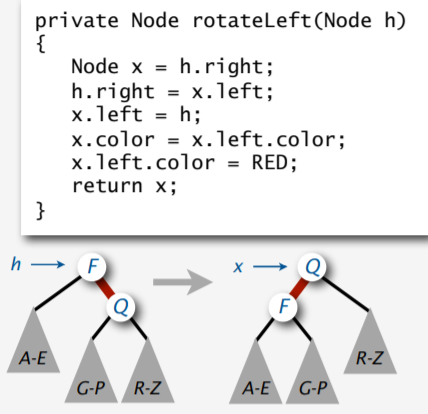 private Node rotateLeft(Node h)
{
   Node x = h.right;
   h.right = x.left;
   x.left = h;
   x.color = x.left.color;
   x.left.color = RED;
   return x;
}
h F x Q
Q F
A-E R-Z
G-P R-Z A-E G-P